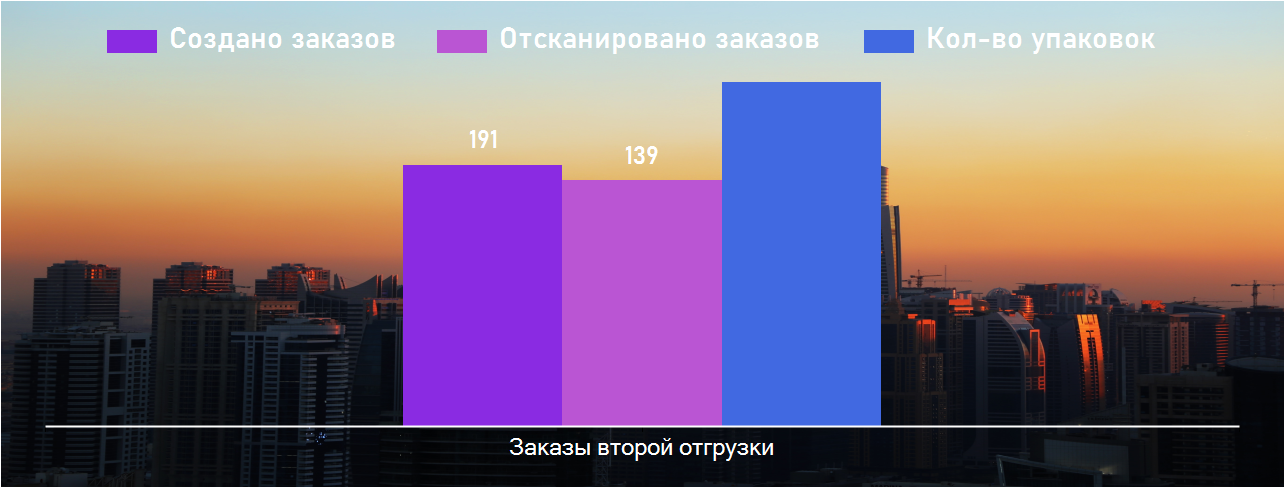 Создано заказов Отсканировано заказов Кол-во упаковок
191
139
Заказы второй отгрузки